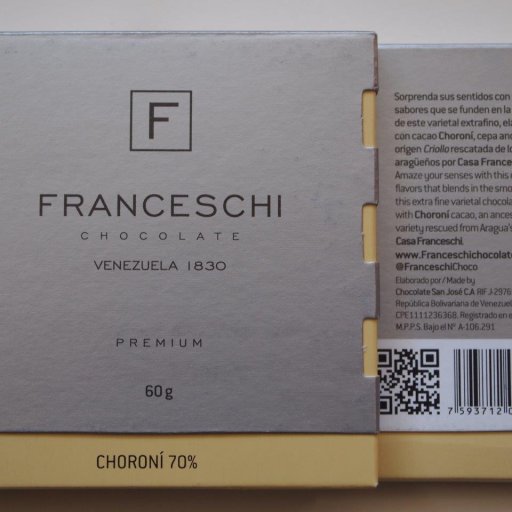 F
FRANCESCHI
CHOCOLATE
VENEZUELA 1830
PREMIUM
60g
CHORONÍ 70%
Sorprenda sus sentidos con
sabores que se funden en la
de este varietal extrafino, el
con cacao Choroní, cepa anc
origen Criollo rescatada de lo
aragüeños por Casa France
Amaze your senses with this
flavors that blends in the smo
this extra fine varietal chocola
with Choroní cacao, an ances
variety rescued from Aragua's
Casa Franceschi.
www.Franceschichocolate
@FranceschiChoco
Elaborado por / Made by
Chocolate San José C.A RIF J-2976
República Bolivariana de Venezuel
CPE1111236368. Registrado en e
M.P.P.S. Bajo el Nº A-106.291
7 593712 0